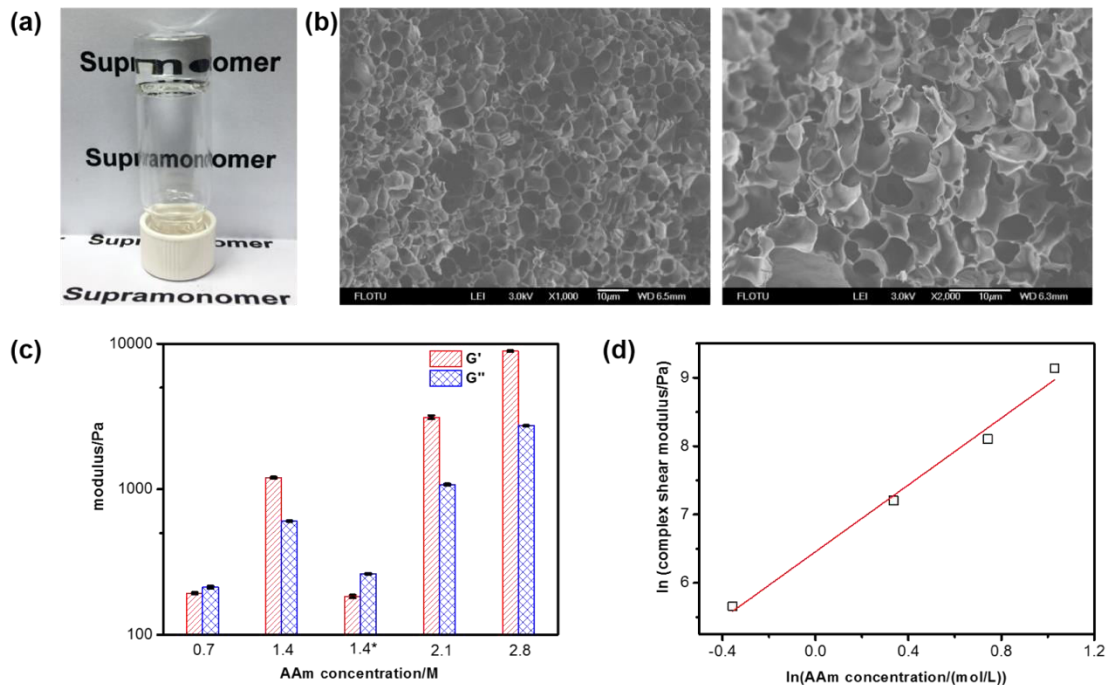 (a)
Supramonomer
Supramonomer
Supramonomer
Supramonomer
(b)
FLOTU LEI 3.0kV X1,000 10μm WD 6.5mm
FLOTU LEI 3.0kV X2,000 10μm WD 6.3mm
(c)
10000
1000
100
modulus/Pa
G'
G''
0.7 1.4 1.4* 2.1 2.8
AAm concentration/M
(d)
9
8
7
6
ln (complex shear modulus/Pa)
-0.4 0.0 0.4 0.8 1.2
ln(AAm concentration/(mol/L))